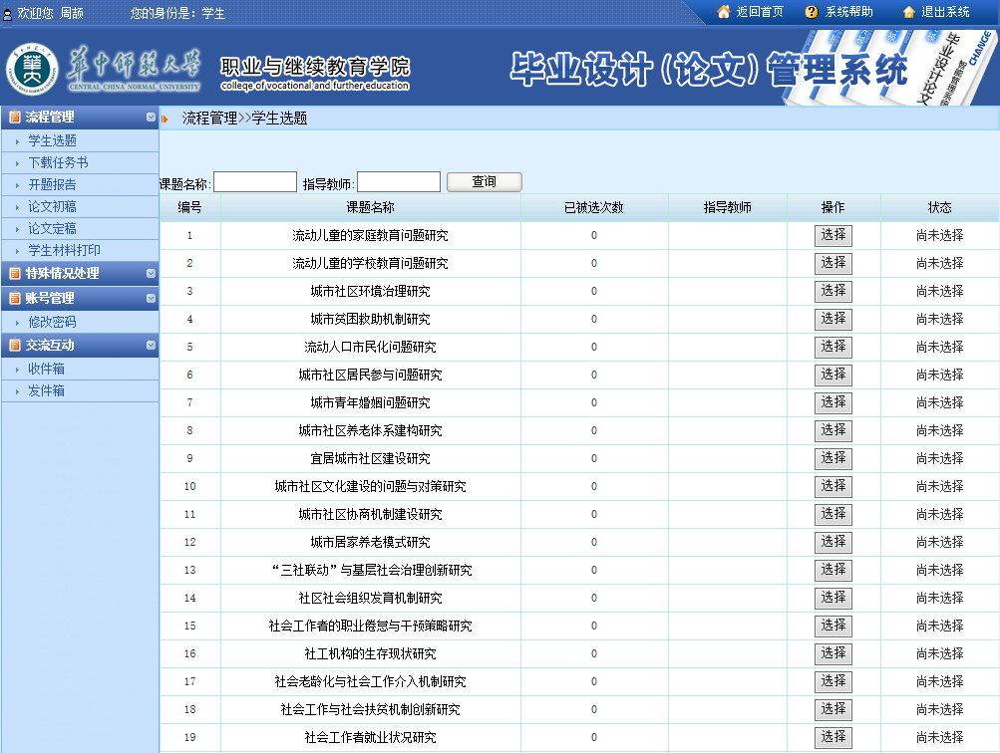 欢迎您 周颉 您的身份是：学生 返回首页 系统帮助 退出系统
華中師範大學 CENTRAL CHINA NORMAL UNIVERSITY
职业与继续教育学院
college of vocational and further education
毕业设计（论文）管理系统
毕业设计论文
智能管理系统
CHANGE
流程管理
学生选题
下载任务书
开题报告
论文初稿
论文定稿
学生材料打印
特殊情况处理
账号管理
修改密码
交流互动
收件箱
发件箱
流程管理>>学生选题
课题名称: 指导教师: 查询
编号 课题名称 已被选次数 指导教师 操作 状态
1 流动儿童的家庭教育问题研究 0 选择 尚未选择
2 流动儿童的学校教育问题研究 0 选择 尚未选择
3 城市社区环境治理研究 0 选择 尚未选择
4 城市贫困救助机制研究 0 选择 尚未选择
5 流动人口市民化问题研究 0 选择 尚未选择
6 城市社区居民参与问题研究 0 选择 尚未选择
7 城市青年婚姻问题研究 0 选择 尚未选择
8 城市社区养老体系建构研究 0 选择 尚未选择
9 宜居城市社区建设研究 0 选择 尚未选择
10 城市社区文化建设的问题与对策研究 0 选择 尚未选择
11 城市社区协商机制建设研究 0 选择 尚未选择
12 城市居家养老模式研究 0 选择 尚未选择
13 “三社联动”与基层社会治理创新研究 0 选择 尚未选择
14 社区社会组织发育机制研究 0 选择 尚未选择
15 社会工作者的职业倦怠与干预策略研究 0 选择 尚未选择
16 社工机构的生存现状研究 0 选择 尚未选择
17 社会老龄化与社会工作介入机制研究 0 选择 尚未选择
18 社会工作与社会扶贫机制创新研究 0 选择 尚未选择
19 社会工作者就业状况研究 0 选择 尚未选择